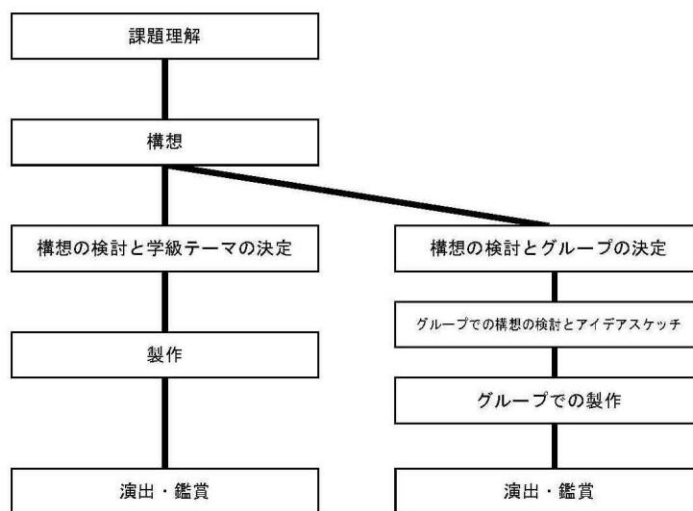 課題理解
構想
構想の検討と学級テーマの決定
製作
演出・鑑賞
構想の検討とグループの決定
グループでの構想の検討とアイデアスケッチ
グループでの製作
演出・鑑賞